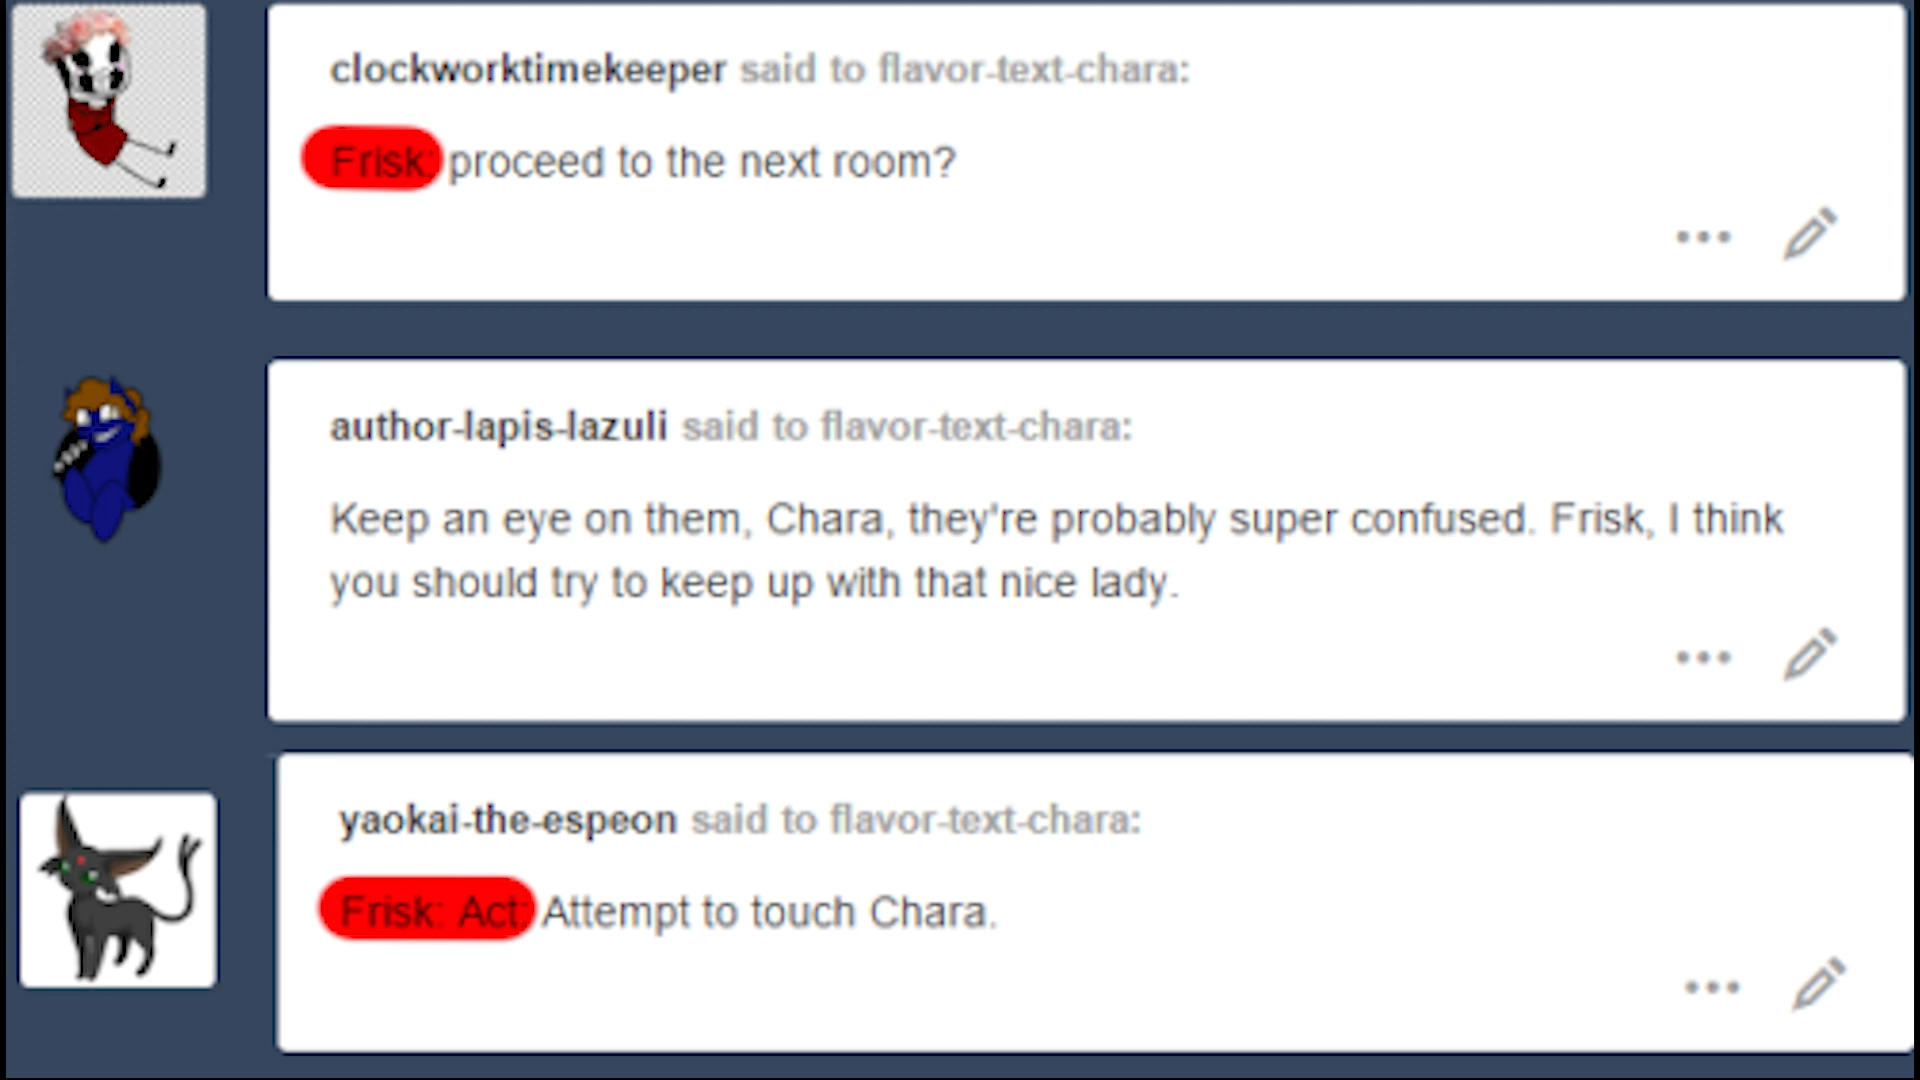 clockworktimekeeper said to flavor-text-chara:
Frisk: proceed to the next room?
author-lapis-lazuli said to flavor-text-chara:
Keep an eye on them, Chara, they're probably super confused. Frisk, I think
you should try to keep up with that nice lady.
yaokai-the-espeon said to flavor-text-chara:
Frisk: Act: Attempt to touch Chara.